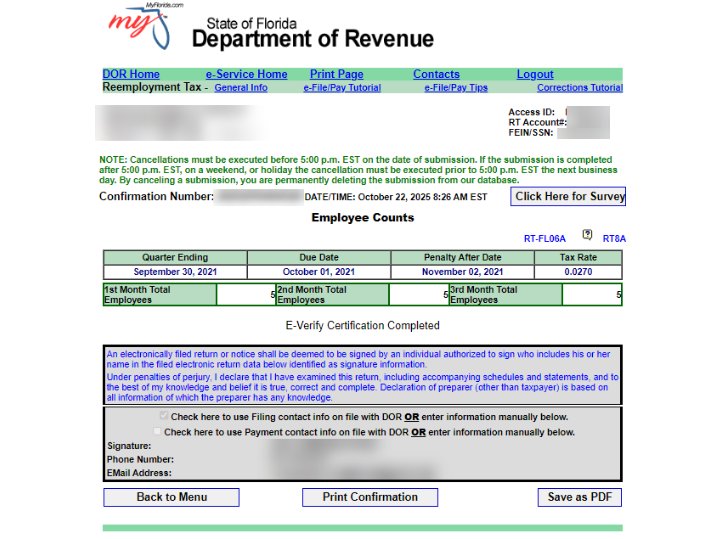 MyFlorida.com
my
State of Florida
Department of Revenue
DOR Home e-Service Home Print Page Contacts Logout
Reemployment Tax - General Info e-File/Pay Tutorial e-File/Pay Tips Corrections Tutorial
Access ID:
RT Account#:
FEIN/SSN:
NOTE: Cancellations must be executed before 5:00 p.m. EST on the date of submission. If the submission is completed
after 5:00 p.m. EST, on a weekend, or holiday the cancellation must be executed prior to 5:00 p.m. EST the next business
day. By canceling a submission, you are permanently deleting the submission from our database.
Confirmation Number: DATE/TIME: October 22, 2025 8:26 AM EST Click Here for Survey
Employee Counts
RT-FL06A ? RT8A
Quarter Ending Due Date Penalty After Date Tax Rate
September 30, 2021 October 01, 2021 November 02, 2021 0.0270
1st Month Total Employees 5 2nd Month Total Employees 5 3rd Month Total Employees 5
E-Verify Certification Completed
An electronically filed return or notice shall be deemed to be signed by an individual authorized to sign who includes his or her
name in the filed electronic return data below identified as signature information.
Under penalties of perjury, I declare that I have examined this return, including accompanying schedules and statements, and to
the best of my knowledge and belief it is true, correct and complete. Declaration of preparer (other than taxpayer) is based on
all information of which the preparer has any knowledge.
Check here to use Filing contact info on file with DOR OR enter information manually below.
Check here to use Payment contact info on file with DOR OR enter information manually below.
Signature:
Phone Number:
EMail Address:
Back to Menu Print Confirmation Save as PDF